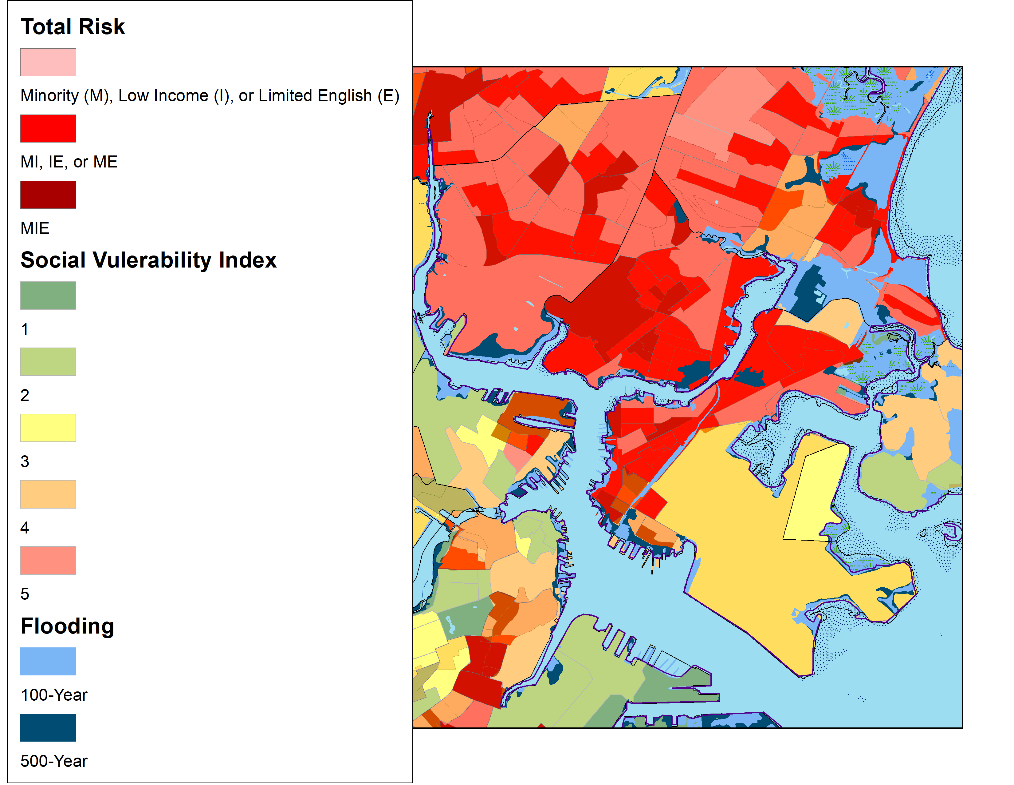 Total Risk
Minority (M), Low Income (I), or Limited English (E)
MI, IE, or ME
MIE
Social Vulerability Index
1
2
3
4
5
Flooding
100-Year
500-Year